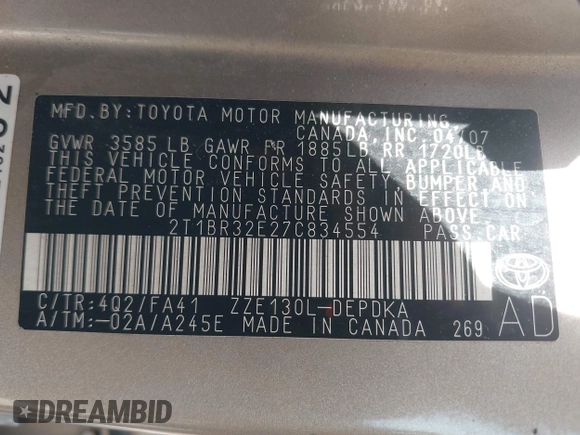 MFD.BY:TOYOTA MOTOR MANUFACTURING
CANADA,INC. 04/07
GVWR 3585LB GAWR FR 1885LB RR 1720LB
THIS VEHICLE CONFORMS TO ALL APPLICABLE
FEDERAL MOTOR VEHICLE SAFETY,BUMPER AND
THEFT PREVENTION STANDARDS IN EFFECT ON
THE DATE OF MANUFACTURE SHOWN ABOVE
2T1BR32E27C834554 PASS CAR
TOYOTA
C/TR:4Q2/FA41 ZZE130L-DEPDKA
A/TM:-02A/A245E MADE IN CANADA 269
AD
DREAMBID